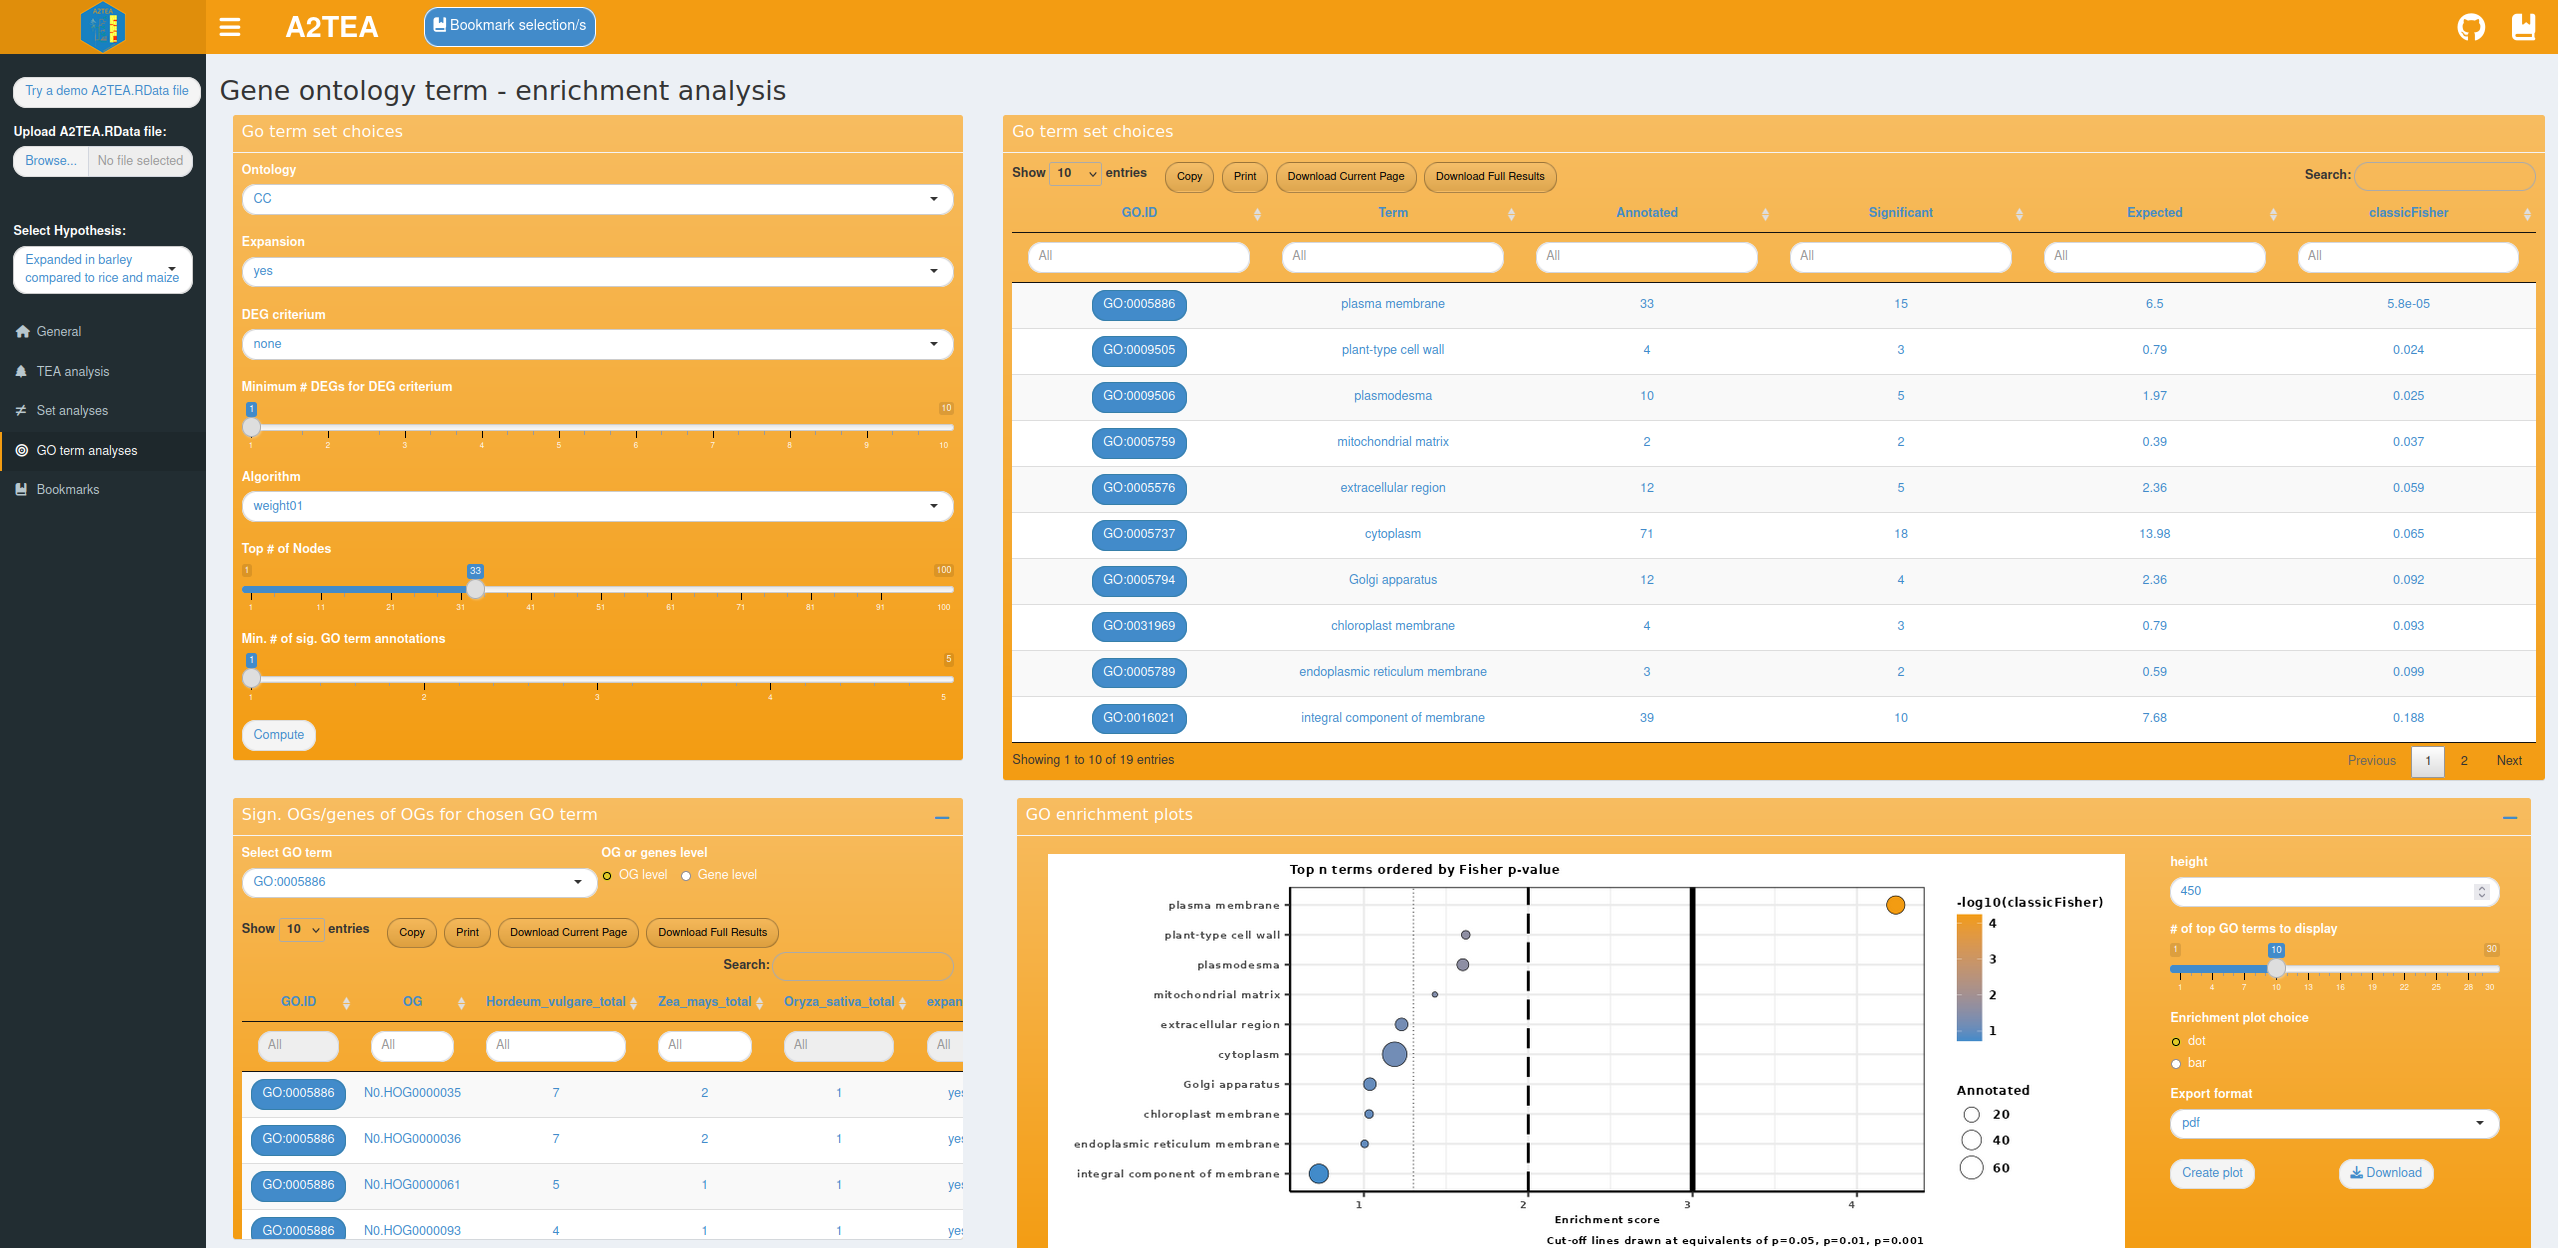 A2TEA
A2TEA
Bookmark selection/s
Try a demo A2TEA.RData file
Upload A2TEA.RData file:
Browse... No file selected
Select Hypothesis:
Expanded in barley
compared to rice and maize
General
TEA analysis
Set analyses
GO term analyses
Bookmarks
Gene ontology term - enrichment analysis
Go term set choices
Ontology
CC
Expansion
yes
DEG criterium
none
Minimum # DEGs for DEG criterium
1 10
1 2 3 4 5 6 7 8 9 10
Algorithm
weight01
Top # of Nodes
1 33 100
1 11 21 31 41 51 61 71 81 91 100
Min. # of sig. GO term annotations
1 5
1 2 3 4 5
Compute
Go term set choices
Show 10 entries Copy Print Download Current Page Download Full Results Search:
GO.ID Term Annotated Significant Expected classicFisher
All All All All All All
GO:0005886 plasma membrane 33 15 6.5 5.8e-05
GO:0009505 plant-type cell wall 4 3 0.79 0.024
GO:0009506 plasmodesma 10 5 1.97 0.025
GO:0005759 mitochondrial matrix 2 2 0.39 0.037
GO:0005576 extracellular region 12 5 2.36 0.059
GO:0005737 cytoplasm 71 18 13.98 0.065
GO:0005794 Golgi apparatus 12 4 2.36 0.092
GO:0031969 chloroplast membrane 4 3 0.79 0.093
GO:0005789 endoplasmic reticulum membrane 3 2 0.59 0.099
GO:0016021 integral component of membrane 39 10 7.68 0.188
Showing 1 to 10 of 19 entries Previous 1 2 Next
Sign. OGs/genes of OGs for chosen GO term
Select GO term OG or genes level
GO:0005886 OG level Gene level
Show 10 entries Copy Print Download Current Page Download Full Results
Search:
GO.ID OG Hordeum_vulgare_total Zea_mays_total Oryza_sativa_total expan
All All All All All All
GO:0005886 N0.HOG0000035 7 2 1 yes
GO:0005886 N0.HOG0000036 7 2 1 yes
GO:0005886 N0.HOG0000061 5 1 1 yes
GO:0005886 N0.HOG0000093 4 1 1 yes
GO enrichment plots
Top n terms ordered by Fisher p-value
plasma membrane
plant-type cell wall
plasmodesma
mitochondrial matrix
extracellular region
cytoplasm
Golgi apparatus
chloroplast membrane
endoplasmic reticulum membrane
integral component of membrane
1 2 3 4
Enrichment score
Cut-off lines drawn at equivalents of p=0.05, p=0.01, p=0.001
-log10(classicFisher)
4
3
2
1
Annotated
20
40
60
height
450
# of top GO terms to display
1 10 30
1 4 7 10 13 16 19 22 25 28 30
Enrichment plot choice
dot
bar
Export format
pdf
Create plot Download